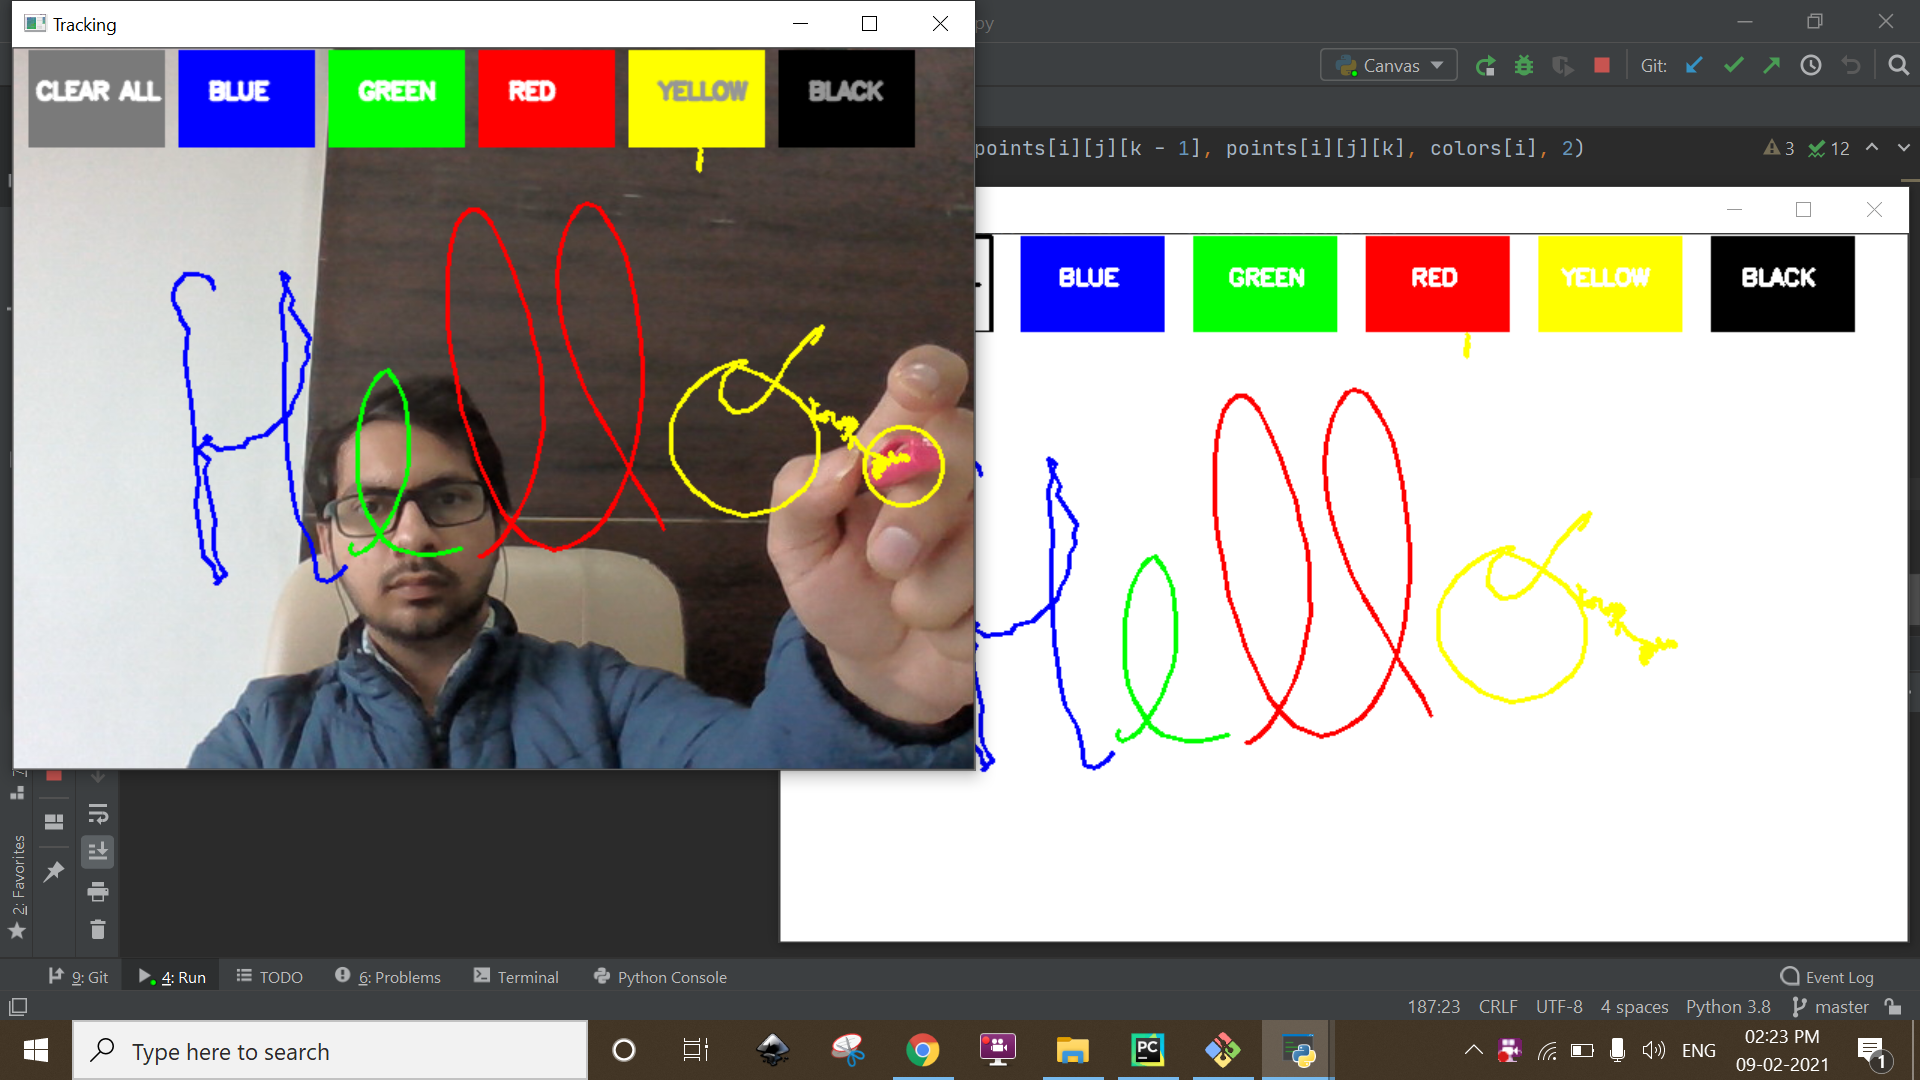 Tracking
py
CLEAR ALL BLUE GREEN RED YELLOW BLACK
Canvas Git:
points[i][j][k - 1], points[i][j][k], colors[i], 2) 3 12
BLUE GREEN RED YELLOW BLACK
Hello
Hello
2: Favorites
9: Git 4: Run TODO 6: Problems Terminal Python Console Event Log
187:23 CRLF UTF-8 4 spaces Python 3.8 master
Type here to search PC ENG 02:23 PM
09-02-2021 1